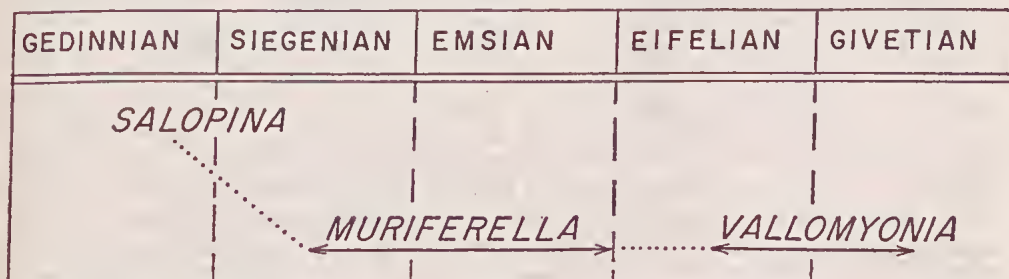 GEDINNIAN SIEGENIAN EMSIAN EIFELIAN GIVETIAN
SALOPINA
MURIFERELLA VALLOMYONIA